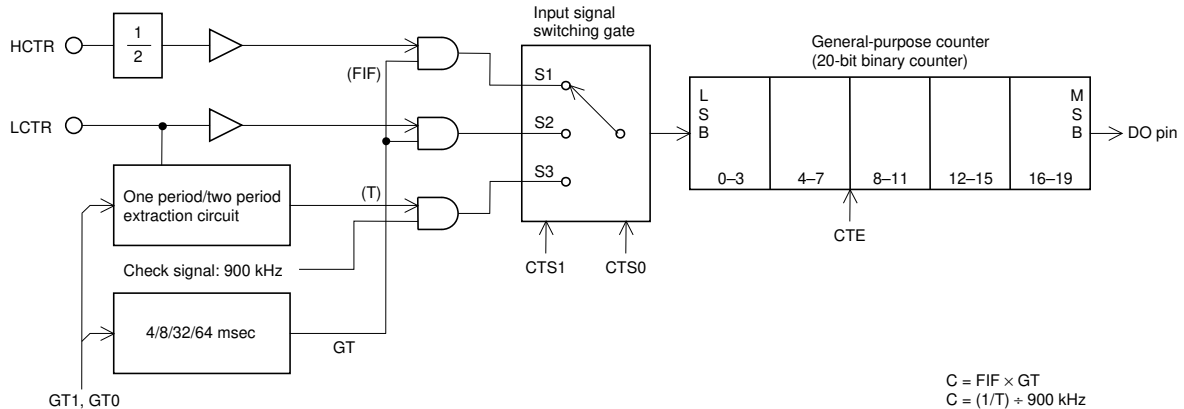 Input signal
switching gate
HCTR
1
2
General-purpose counter
(20-bit binary counter)
(FIF)
S1
L
S
B
M
S
B
LCTR
S2
DO pin
S3
0–3
4–7
8–11
12–15
16–19
One period/two period
extraction circuit
(T)
CTE
Check signal: 900 kHz
CTS1
CTS0
4/8/32/64 msec
GT
GT1, GT0
C = FIF × GT
C = (1/T) ÷ 900 kHz